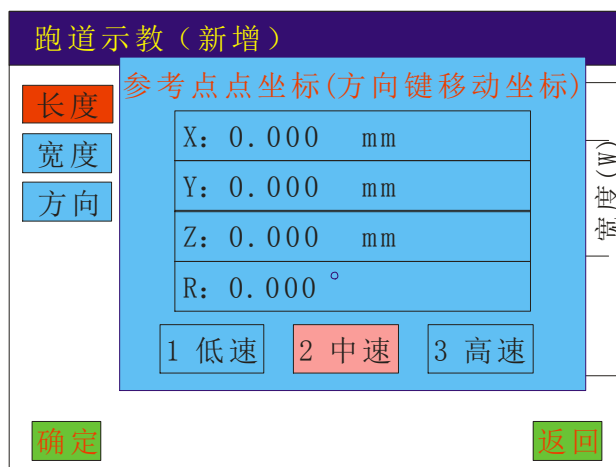 跑道示教（新增）
参考点点坐标(方向键移动坐标)
长度
宽度
方向
X: 0.000 mm
Y: 0.000 mm
Z: 0.000 mm
R: 0.000 °
1 低速
2 中速
3 高速
宽度(W)
确定
返回